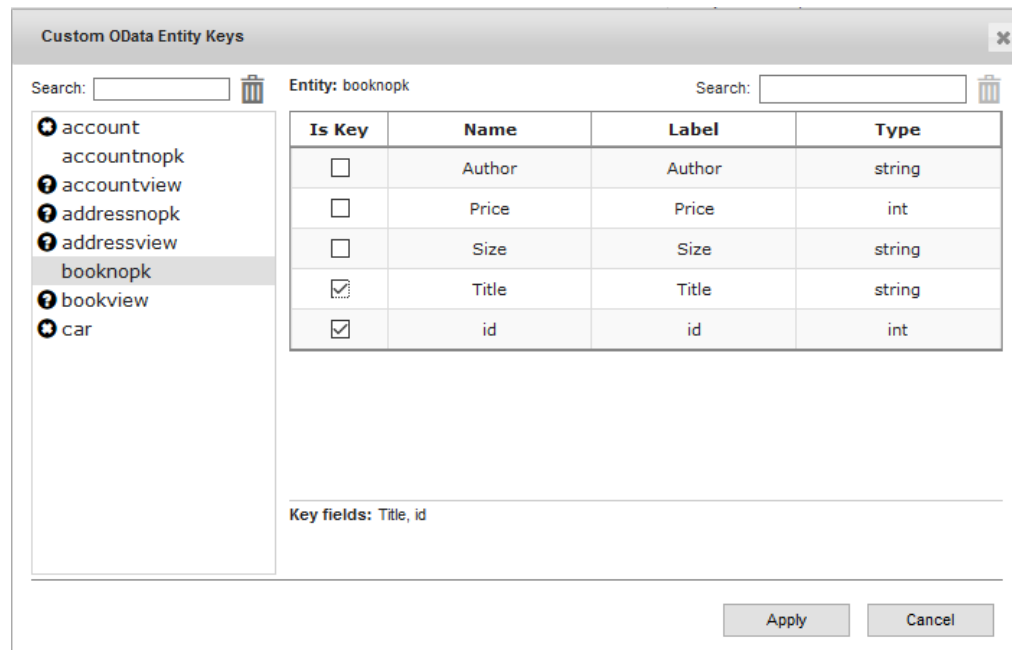 Custom OData Entity Keys
Search:
Entity: booknopk
Search:
account
accountnopk
accountview
addressnopk
addressview
booknopk
bookview
car
Is Key Name Label Type
Author Author string
Price Price int
Size Size string
Title Title string
id id int
Key fields: Title, id
Apply Cancel